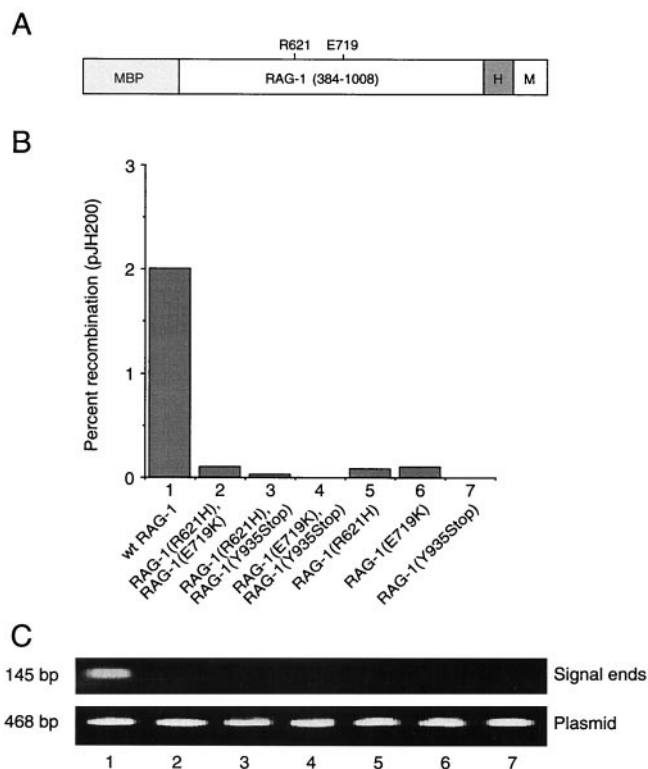 A
R621 E719
MBP RAG-1 (384-1008) H M
B
Percent recombination (pJH200)
3
2
1
0
1 2 3 4 5 6 7
wt RAG-1
RAG-1(R621H),
RAG-1(E719K)
RAG-1(R621H),
RAG-1(Y935Stop)
RAG-1(E719K),
RAG-1(Y935Stop)
RAG-1(R621H)
RAG-1(E719K)
RAG-1(Y935Stop)
C
145 bp Signal ends
468 bp Plasmid
1 2 3 4 5 6 7